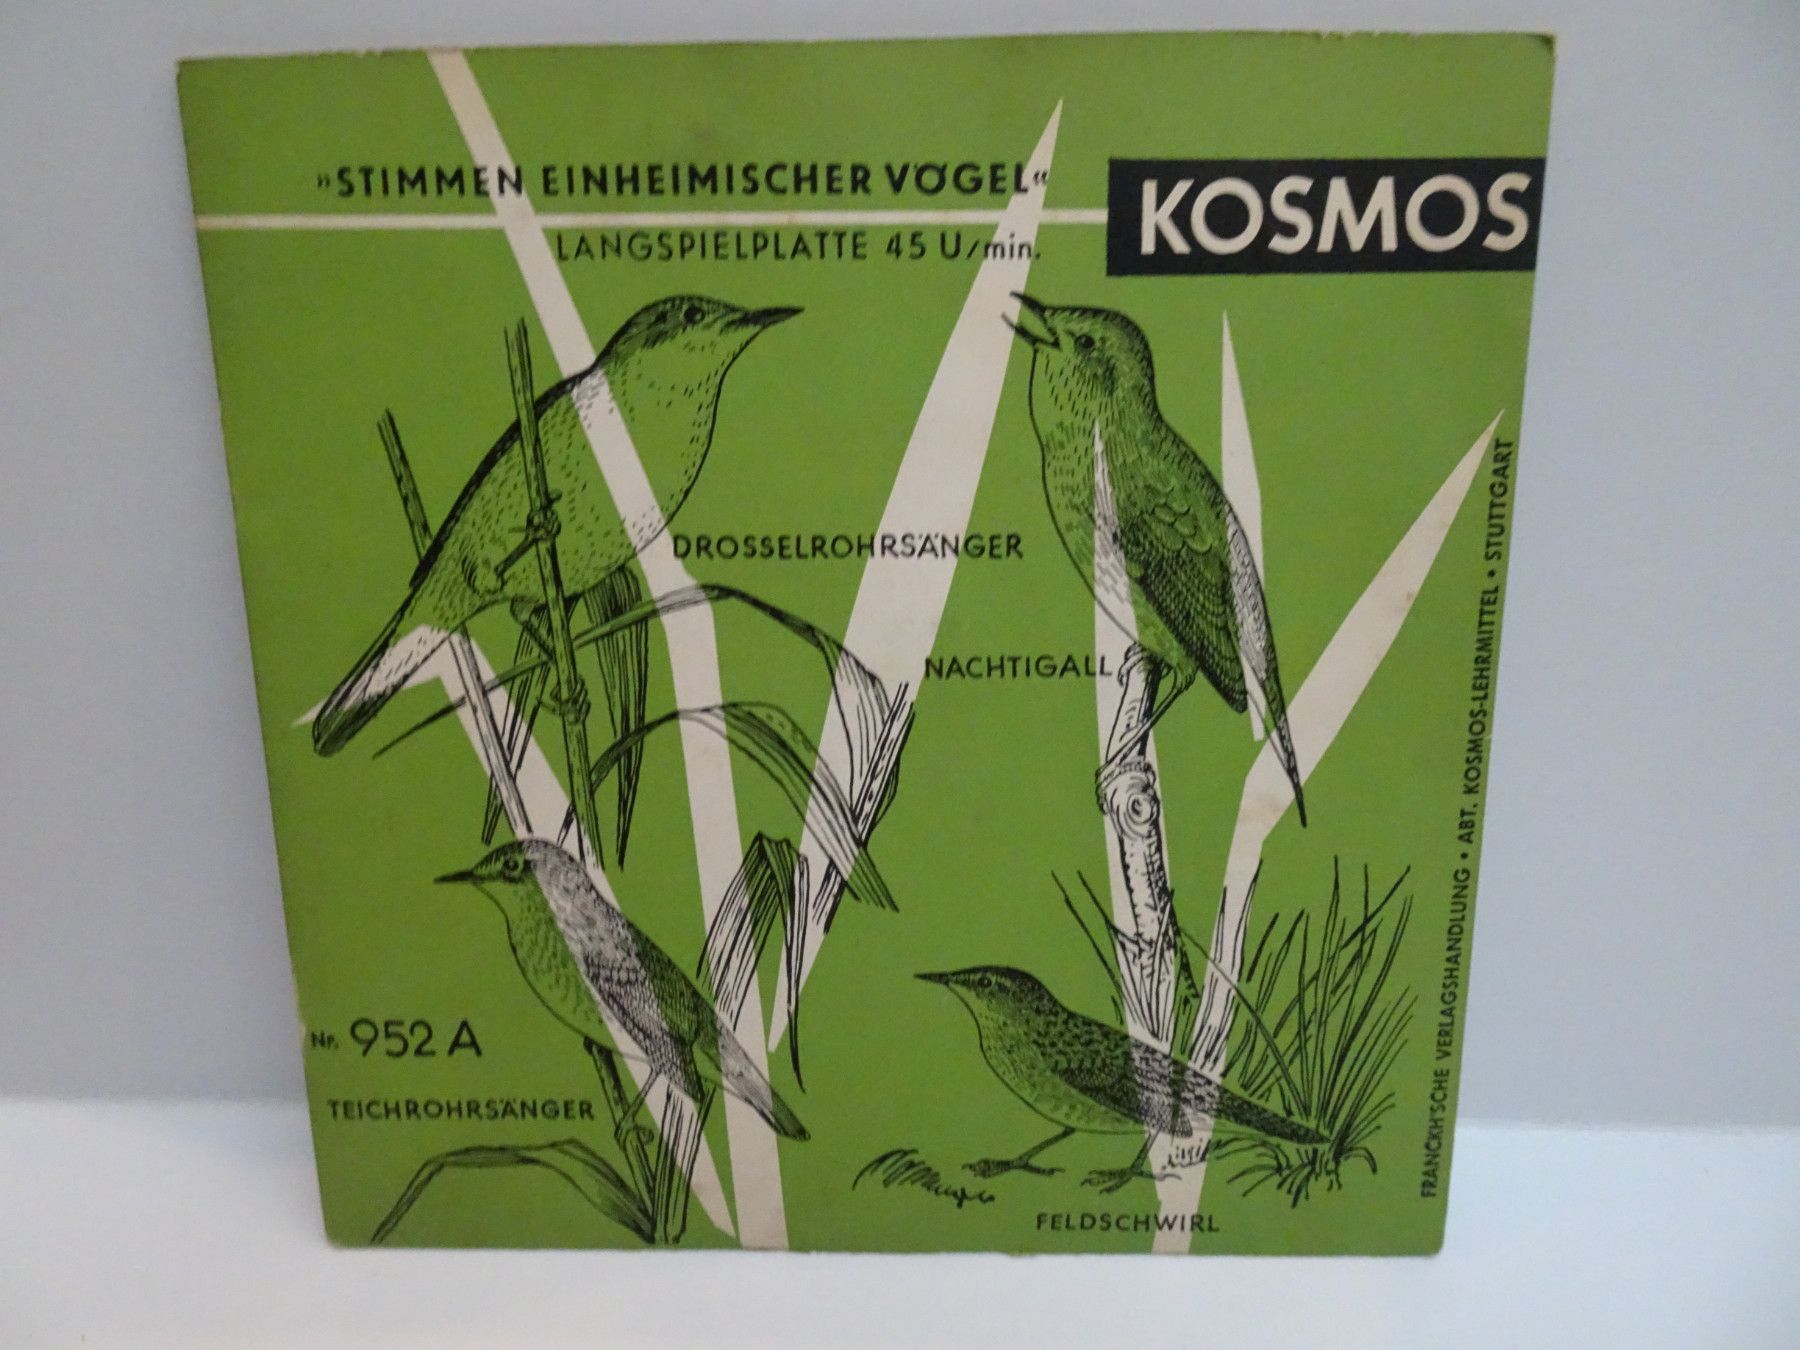 »STIMMEN EINHEIMISCHER VÖGEL«
KOSMOS
LANGSPIELPLATTE 45 U/min.
DROSSELROHRSÄNGER
NACHTIGALL
Nr. 952 A
TEICHROHRSÄNGER
FELDSCHWIRL
FRANCKH'SCHE VERLAGSHANDLUNG • ABT. KOSMOS-LEHRMITTEL • STUTTGART